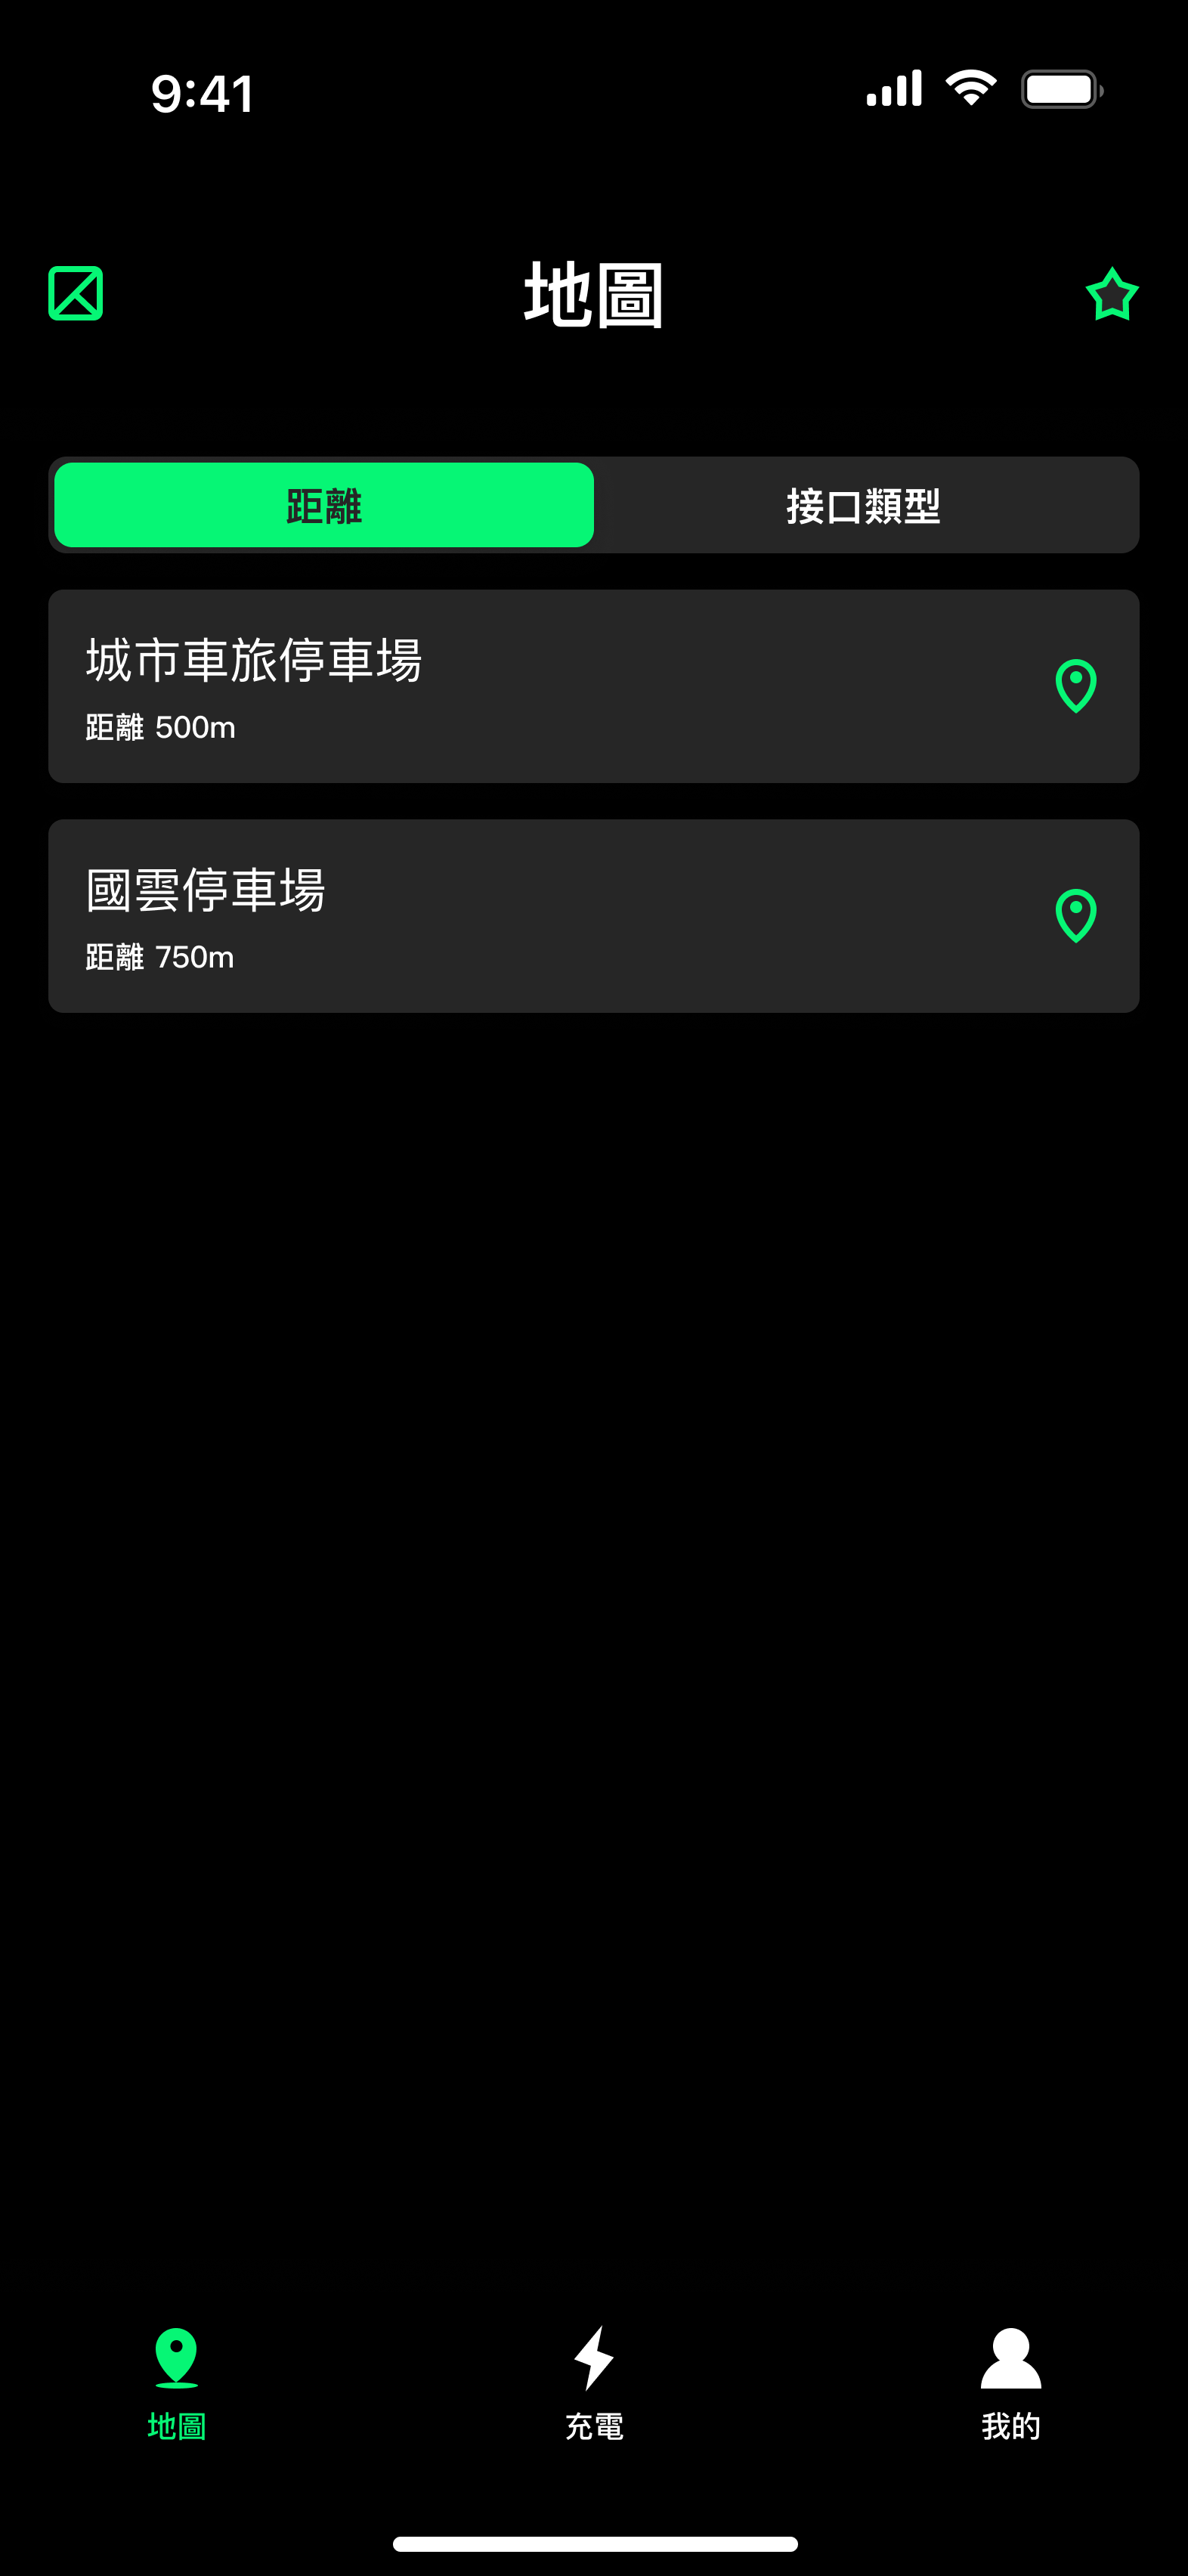 9:41
地圖
距離
接口類型
城市車旅停車場
距離 500m
國雲停車場
距離 750m
地圖
充電
我的